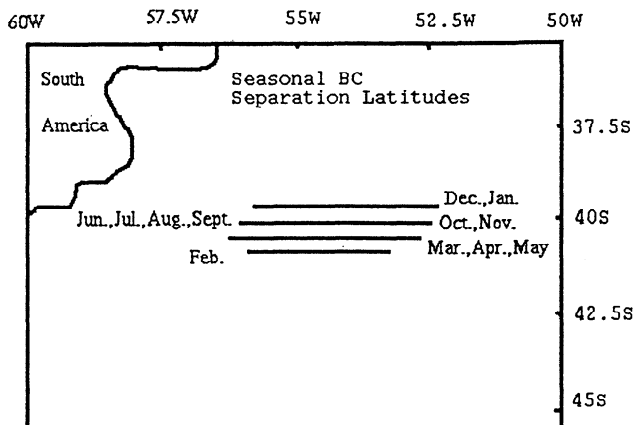 60W 57.5W 55W 52.5W 50W
South Seasonal BC
Separation Latitudes
America
37.5S
Dec.,Jan.
40S
Jun.,Jul.,Aug.,Sept. Oct.,Nov.
Mar.,Apr.,May
Feb.
42.5S
45S